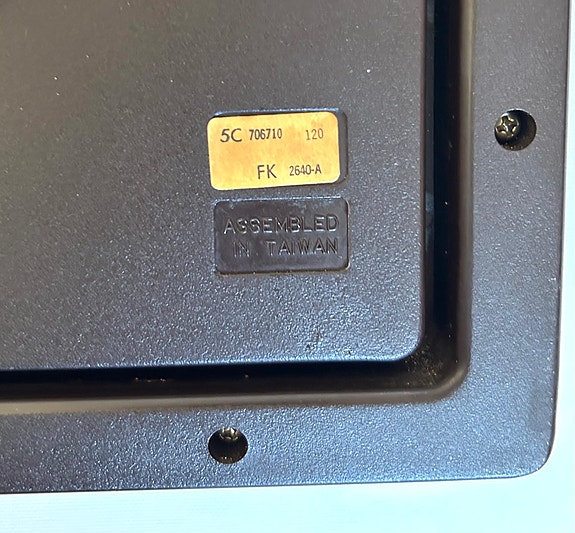 5C 706710 120
FK 2640-A
ASSEMBLED
IN TAIWAN